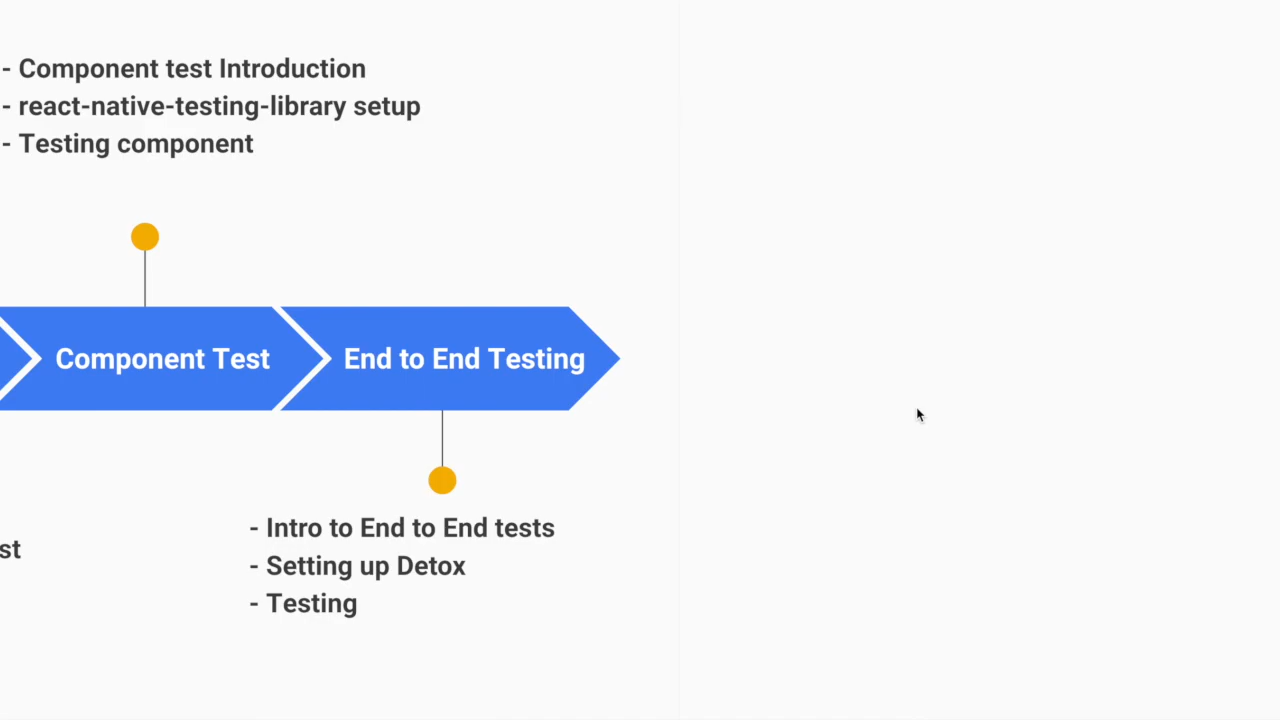 - Component test Introduction
- react-native-testing-library setup
- Testing component
Component Test
End to End Testing
- Intro to End to End tests
- Setting up Detox
- Testing
st